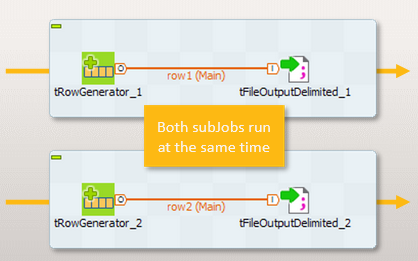 row1 (Main)
tRowGenerator_1
tFileOutputDelimited_1
Both subJobs run
at the same time
row2 (Main)
tRowGenerator_2
tFileOutputDelimited_2